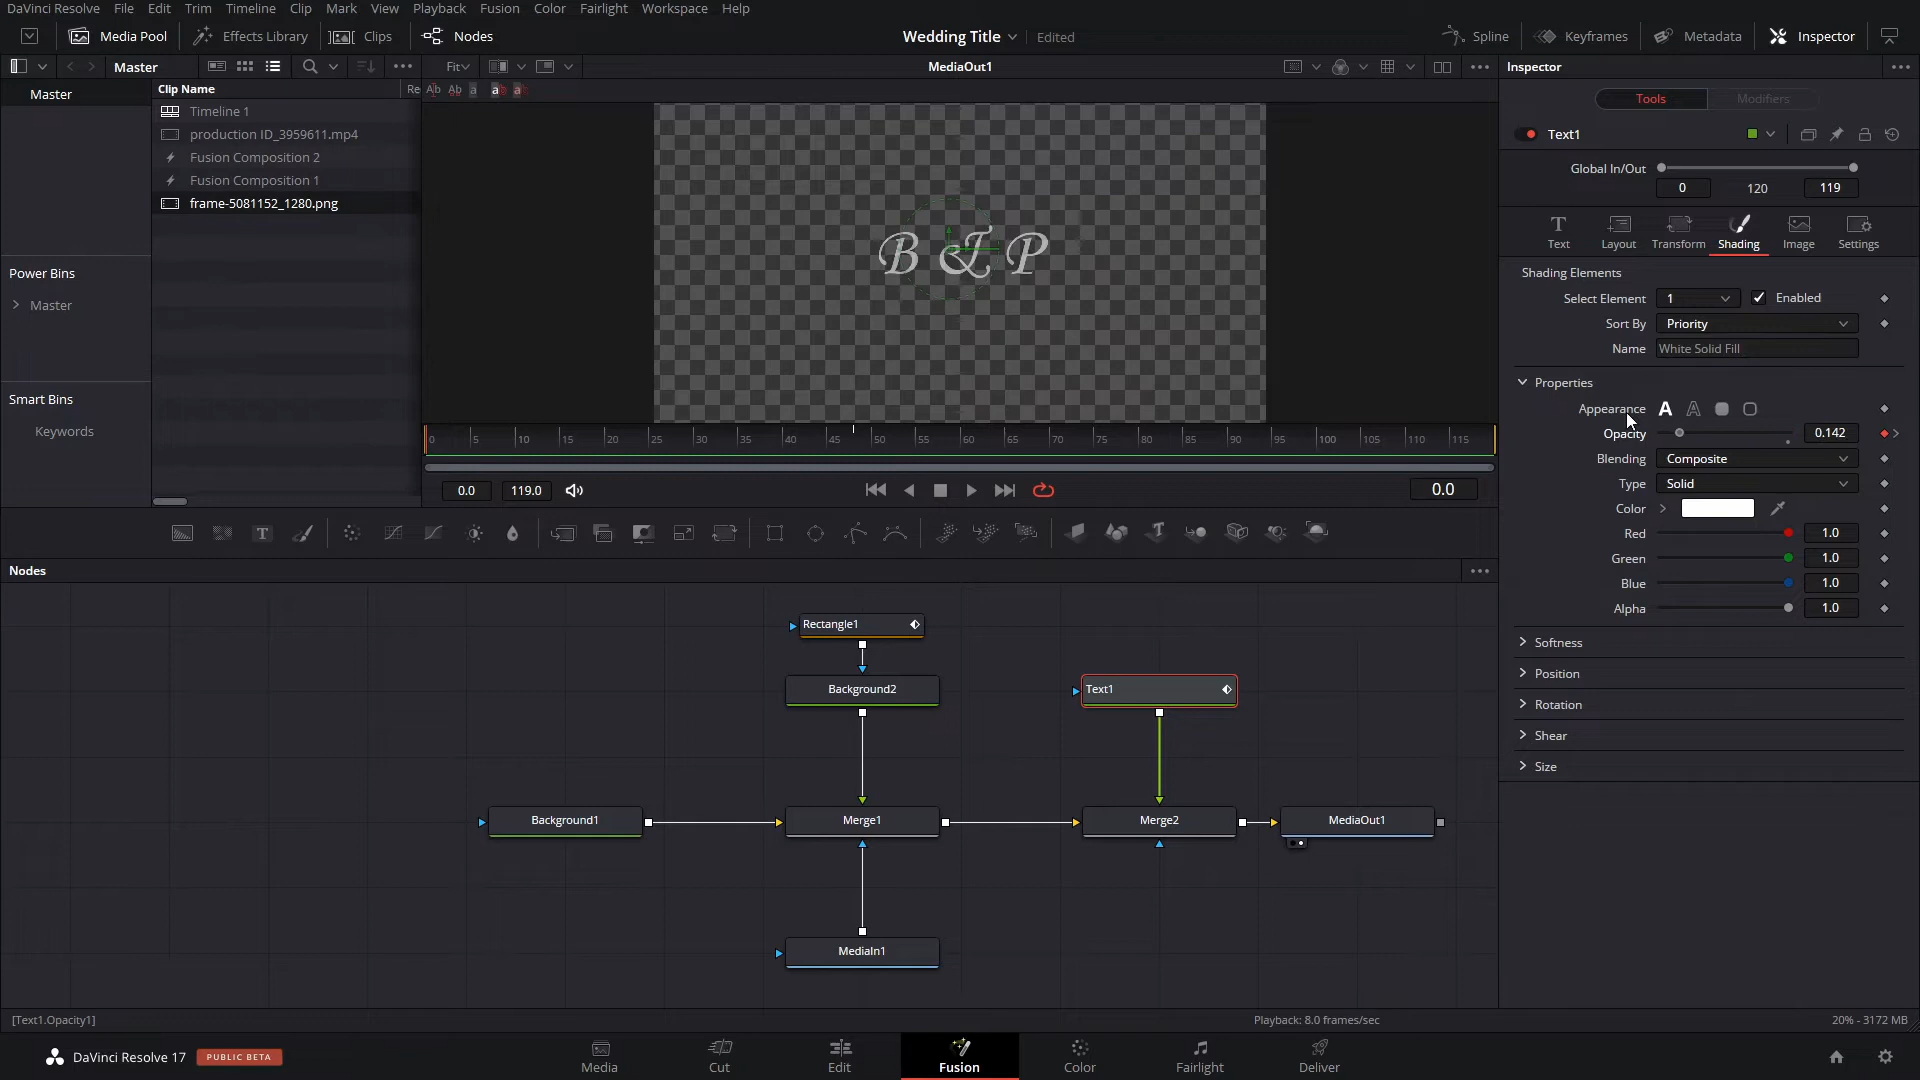 DaVinci Resolve File Edit Trim Timeline Clip Mark View Playback Fusion Color Fairlight Workspace Help
Media Pool Effects Library Clips Nodes Wedding Title Edited Spline Keyframes Metadata Inspector
Master Fit MediaOut1 Inspector
Master Clip Name Re
Timeline 1
production ID_3959611.mp4
Fusion Composition 2
Fusion Composition 1
frame-5081152_1280.png
Power Bins
Master
Smart Bins
Keywords
B & P
0 5 10 15 20 25 30 35 40 45 50 55 60 65 70 75 80 85 90 95 100 105 110 115
0.0 119.0 0.0
Tools Modifiers
Text1
Global In/Out
0 120 119
Text Layout Transform Shading Image Settings
Shading Elements
Select Element 1 Enabled
Sort By Priority
Name White Solid Fill
Properties
Appearance
Opacity 0.142
Blending Composite
Type Solid
Color
Red 1.0
Green 1.0
Blue 1.0
Alpha 1.0
Softness
Position
Rotation
Shear
Size
Nodes
Rectangle1
Background2 Text1
Background1 Merge1 Merge2 MediaOut1
MediaIn1
[Text1.Opacity1] Playback: 8.0 frames/sec 20% - 3172 MB
DaVinci Resolve 17 PUBLIC BETA Media Cut Edit Fusion Color Fairlight Deliver